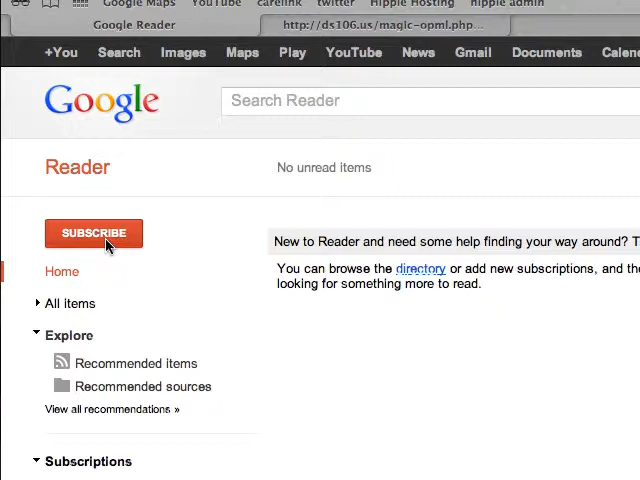 Google Maps YouTube carelink twitter Hippie Hosting hippie admin
Google Reader http://ds106.us/magic-opml.php...
+You Search Images Maps Play YouTube News Gmail Documents
Google Search Reader
Reader No unread items
SUBSCRIBE
New to Reader and need some help finding your way around?
Home You can browse the directory or add new subscriptions, and
looking for something more to read.
All items
Explore
Recommended items
Recommended sources
View all recommendations »
Subscriptions